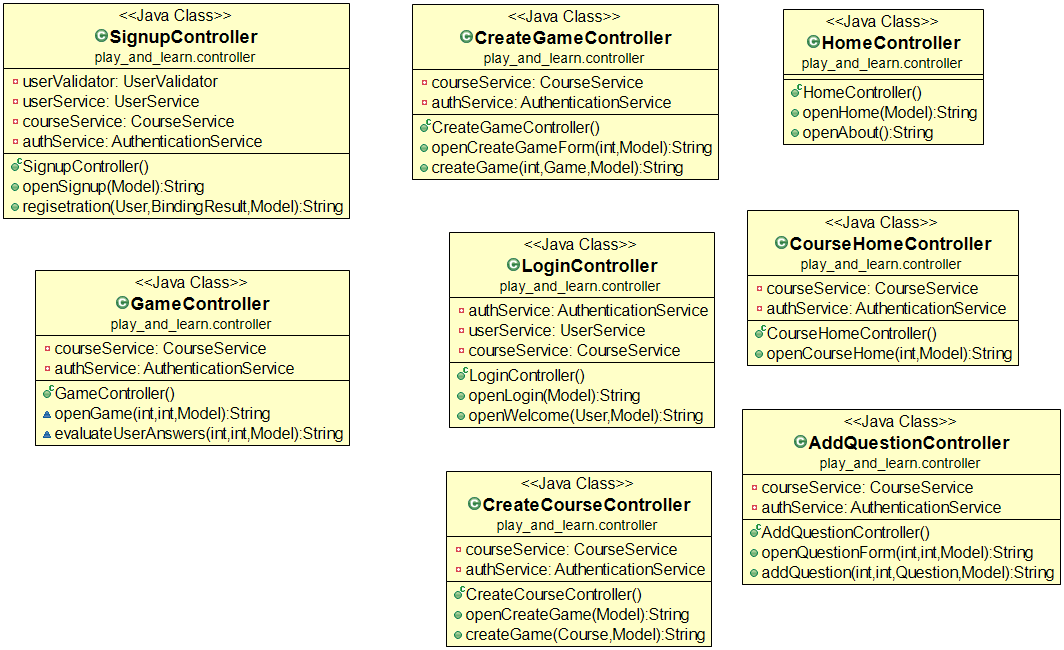 <<Java Class>>
SignupController
play_and_learn.controller
userValidator: UserValidator
userService: UserService
courseService: CourseService
authService: AuthenticationService
SignupController()
openSignup(Model):String
regisetration(User,BindingResult,Model):String
<<Java Class>>
CreateGameController
play_and_learn.controller
courseService: CourseService
authService: AuthenticationService
CreateGameController()
openCreateGameForm(int,Model):String
createGame(int,Game,Model):String
<<Java Class>>
HomeController
play_and_learn.controller
HomeController()
openHome(Model):String
openAbout():String
<<Java Class>>
GameController
play_and_learn.controller
courseService: CourseService
authService: AuthenticationService
GameController()
openGame(int,int,Model):String
evaluateUserAnswers(int,int,Model):String
<<Java Class>>
LoginController
play_and_learn.controller
authService: AuthenticationService
userService: UserService
courseService: CourseService
LoginController()
openLogin(Model):String
openWelcome(User,Model):String
<<Java Class>>
CourseHomeController
play_and_learn.controller
courseService: CourseService
authService: AuthenticationService
CourseHomeController()
openCourseHome(int,Model):String
<<Java Class>>
CreateCourseController
play_and_learn.controller
courseService: CourseService
authService: AuthenticationService
CreateCourseController()
openCreateGame(Model):String
createGame(Course,Model):String
<<Java Class>>
AddQuestionController
play_and_learn.controller
courseService: CourseService
authService: AuthenticationService
AddQuestionController()
openQuestionForm(int,int,Model):String
addQuestion(int,int,Question,Model):String